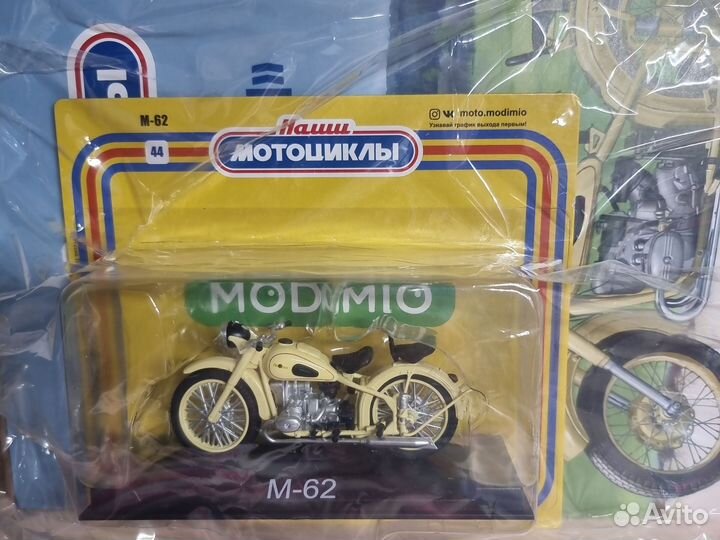 М-62
moto.modimio
Узнавай график выхода первым!
44
Наши
МОТОЦИКЛЫ
MODIMIO
М-62
Avito